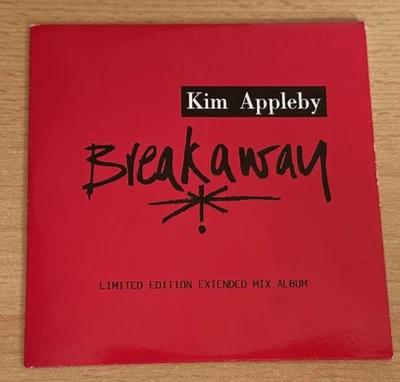 Kim Appleby
Breakaway
LIMITED EDITION EXTENDED MIX ALBUM